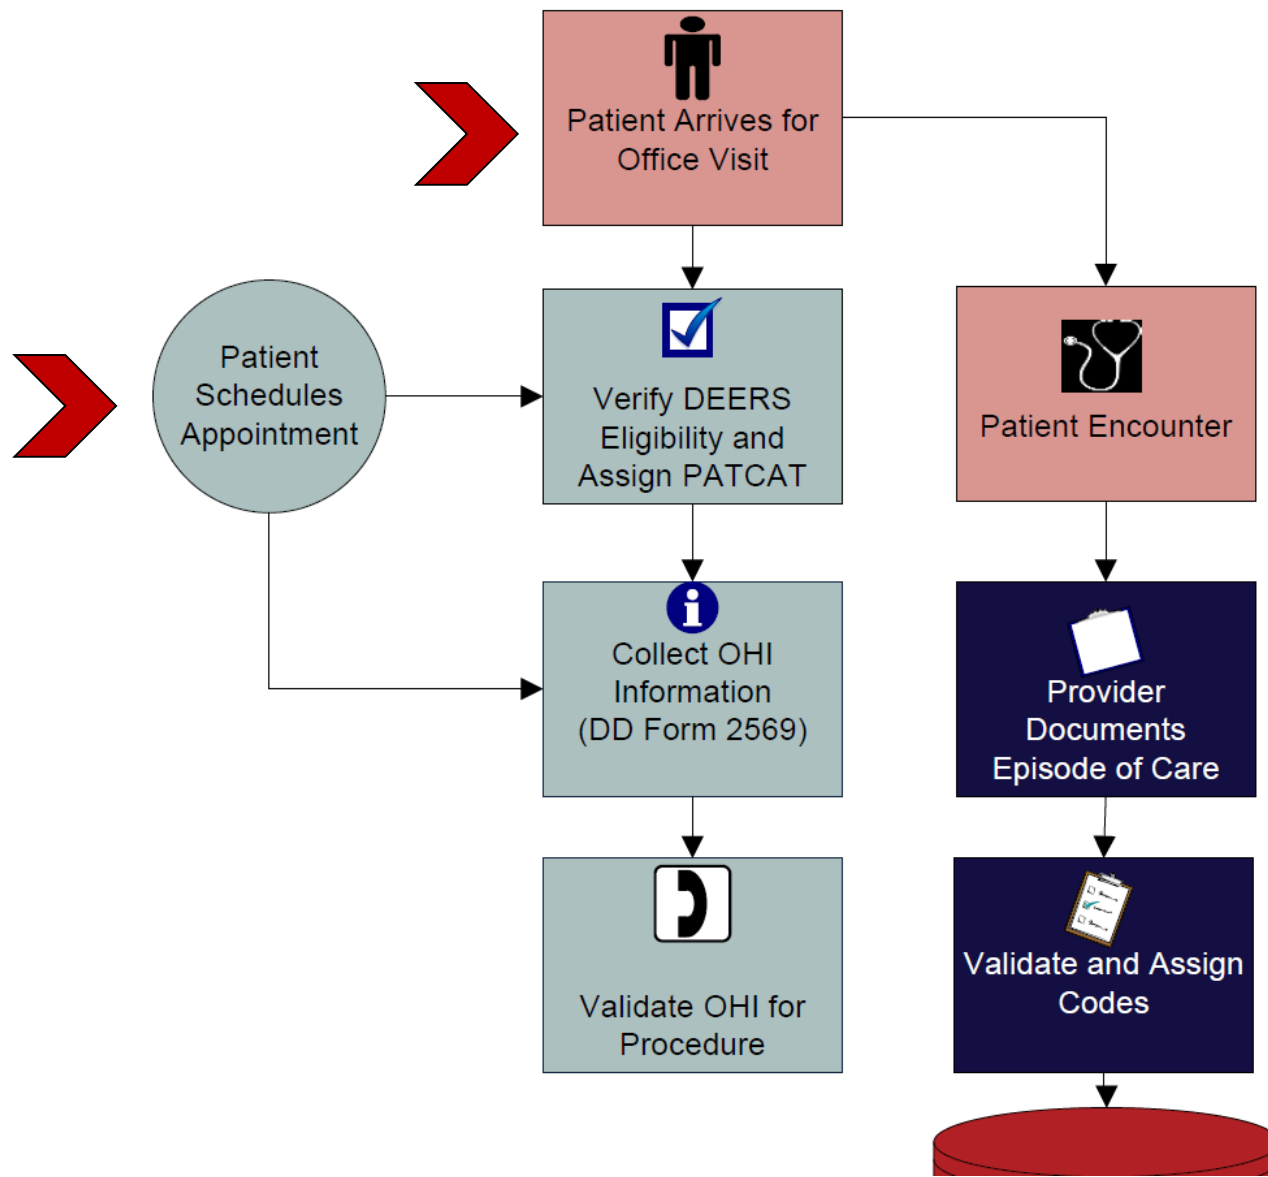 Patient Arrives for
Office Visit
Patient
Schedules
Appointment
Verify DEERS
Eligibility and
Assign PATCAT
Patient Encounter
Collect OHI
Information
(DD Form 2569)
Provider
Documents
Episode of Care
Validate OHI for
Procedure
Validate and Assign
Codes